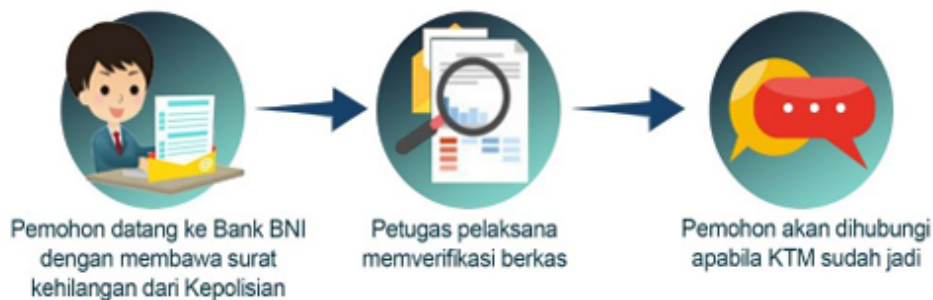 Pemohon datang ke Bank BNI
dengan membawa surat
kehilangan dari Kepolisian
Petugas pelaksana
memverifikasi berkas
Pemohon akan dihubungi
apabila KTM sudah jadi